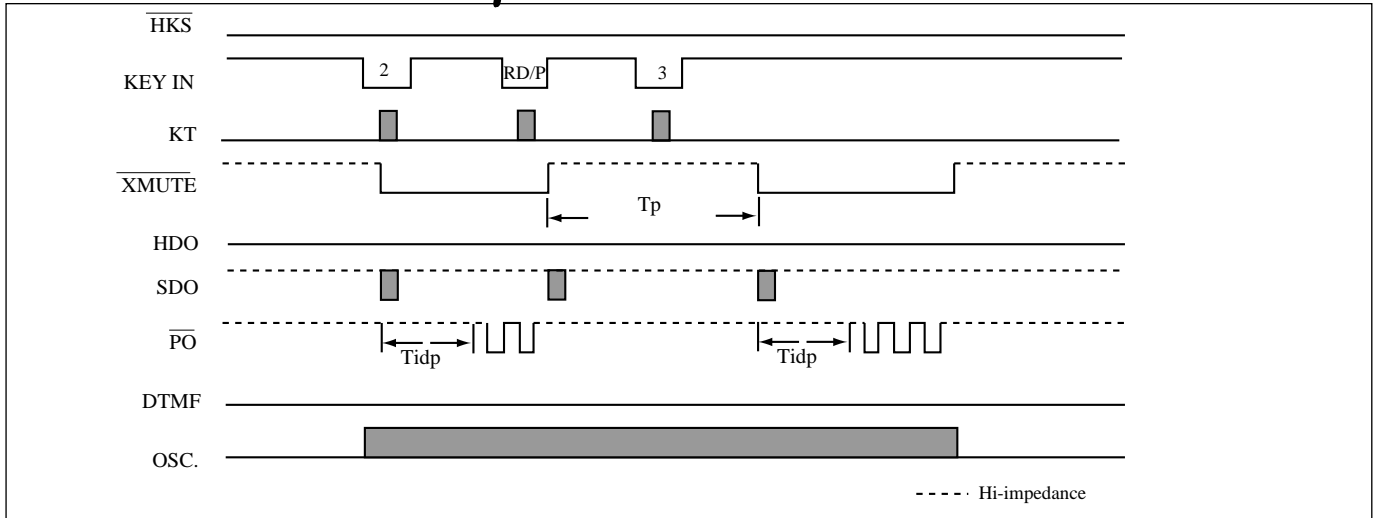 HKS
KEY IN 2 RD/P 3
KT
XMUTE
Tp
HDO
SDO
PO
Tidp Tidp
DTMF
OSC.
Hi-impedance